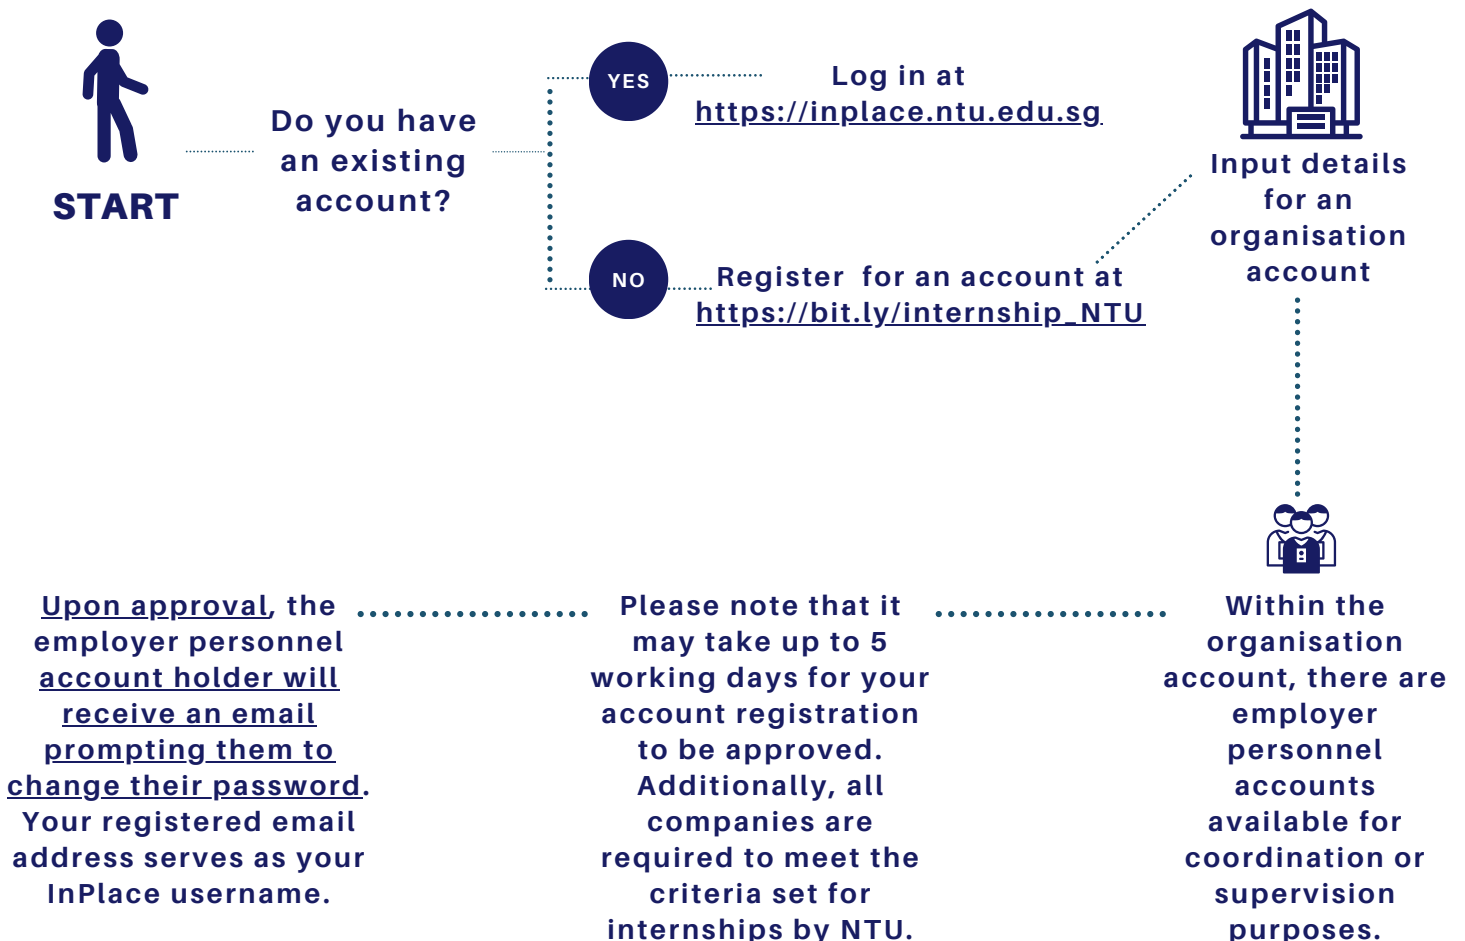 START
Do you have
an existing
account?
YES
Log in at
https://inplace.ntu.edu.sg
NO
Register  for an account at
https://bit.ly/internship_NTU
Input details
for an
organisation
account
Within the
organisation
account, there are
employer
personnel
accounts
available for
coordination or
supervision
purposes.
Please note that it
may take up to 5
working days for your
account registration
to be approved.
Additionally, all
companies are
required to meet the
criteria set for
internships by NTU.
Upon approval, the
employer personnel
account holder will
receive an email
prompting them to
change their password.
Your registered email
address serves as your
InPlace username.